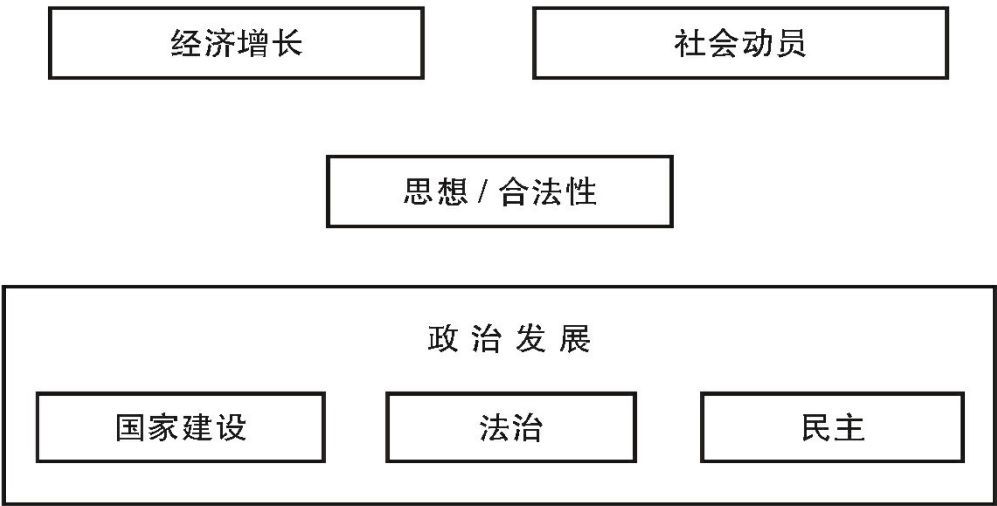 经济增长
社会动员
思想 / 合法性
政治发展
国家建设
法治
民主